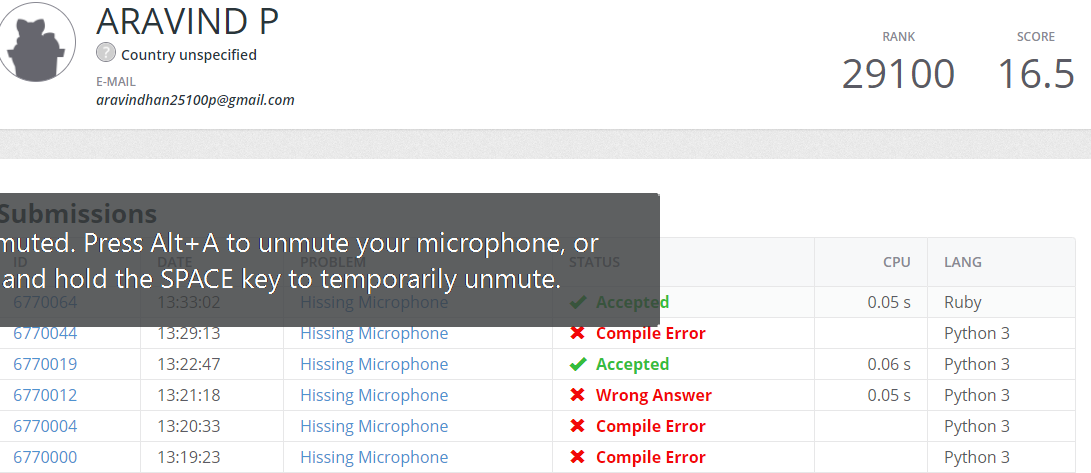 ARAVIND P
? Country unspecified
E-MAIL
aravindhan25100p@gmail.com
RANK
29100
SCORE
16.5
Submissions
muted. Press Alt+A to unmute your microphone, or
and hold the SPACE key to temporarily unmute.
ID DATE PROBLEM STATUS CPU LANG
6770064 13:33:02 Hissing Microphone Accepted 0.05 s Ruby
6770044 13:29:13 Hissing Microphone Compile Error Python 3
6770019 13:22:47 Hissing Microphone Accepted 0.06 s Python 3
6770012 13:21:18 Hissing Microphone Wrong Answer 0.05 s Python 3
6770004 13:20:33 Hissing Microphone Compile Error Python 3
6770000 13:19:23 Hissing Microphone Compile Error Python 3